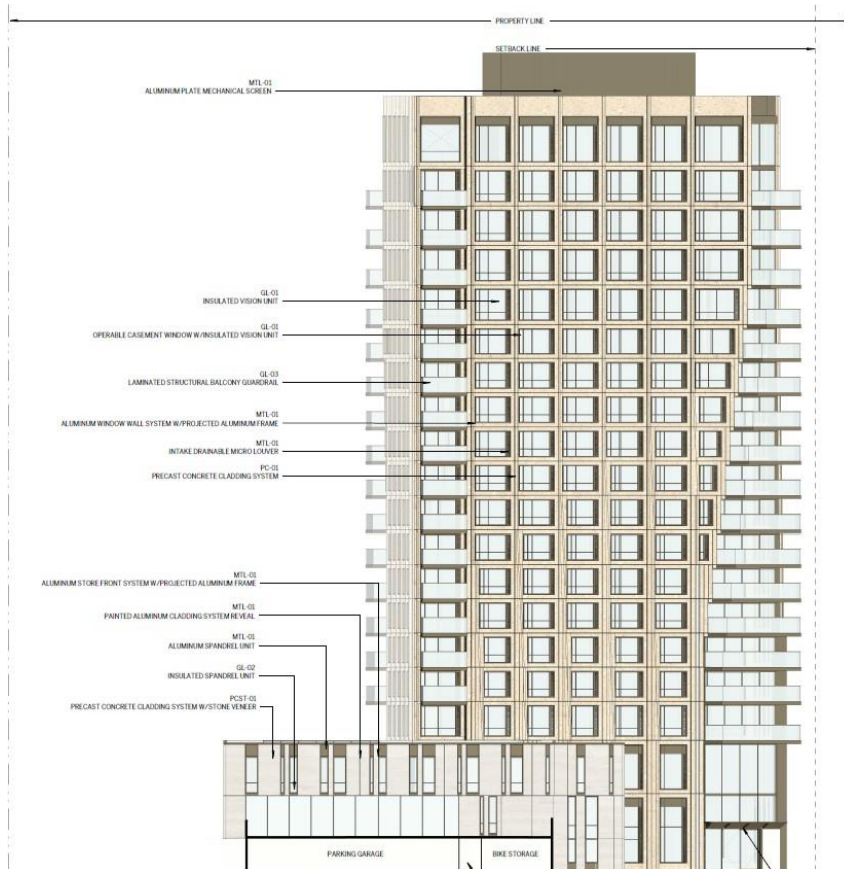 PROPERTY LINE
SETBACK LINE
MTL-01
ALUMINUM PLATE MECHANICAL SCREEN
GL-01
INSULATED VISION UNIT
GL-01
OPERABLE CASEMENT WINDOW W/INSULATED VISION UNIT
GL-03
LAMINATED STRUCTURAL BALCONY GUARDRAIL
MTL-01
ALUMINUM WINDOW WALL SYSTEM W/PROJECTED ALUMINUM FRAME
MTL-01
INTAKE DRAINABLE MICRO LOUVER
PC-01
PRECAST CONCRETE CLADDING SYSTEM
MTL-01
ALUMINUM STORE FRONT SYSTEM W/PROJECTED ALUMINUM FRAME
MTL-01
PAINTED ALUMINUM CLADDING SYSTEM REVEAL
MTL-01
ALUMINUM SPANDREL UNIT
GL-02
INSULATED SPANDREL UNIT
PCST-01
PRECAST CONCRETE CLADDING SYSTEM W/STONE VENEER
PARKING GARAGE
BIKE STORAGE